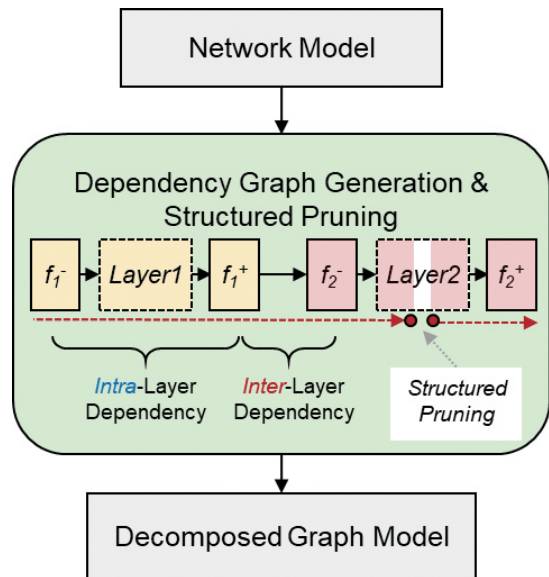 Network Model
Dependency Graph Generation &
Structured Pruning
f₁⁻ Layer1 f₁⁺ f₂⁻ Layer2 f₂⁺
Intra-Layer
Dependency
Inter-Layer
Dependency
Structured
Pruning
Decomposed Graph Model